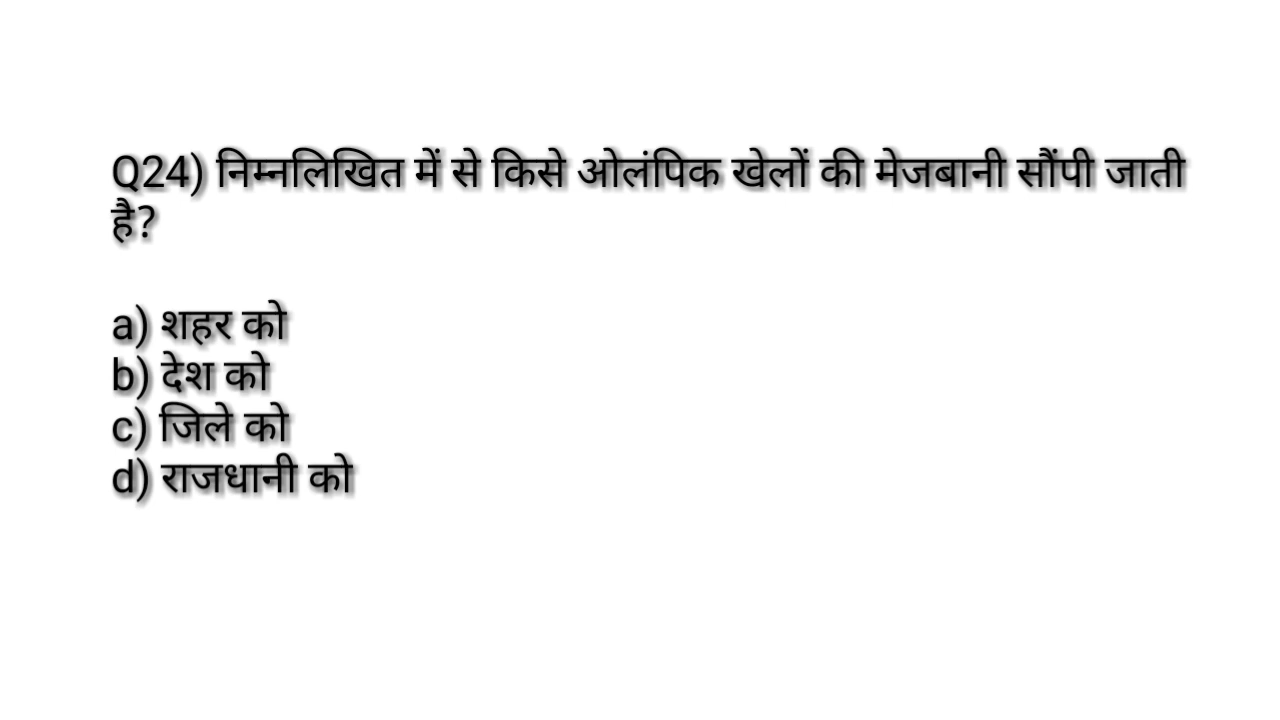 Q24) निम्नलिखित में से किसे ओलंपिक खेलों की मेजबानी सौंपी जाती
है?
a) शहर को
b) देश को
c) जिले को
d) राजधानी को